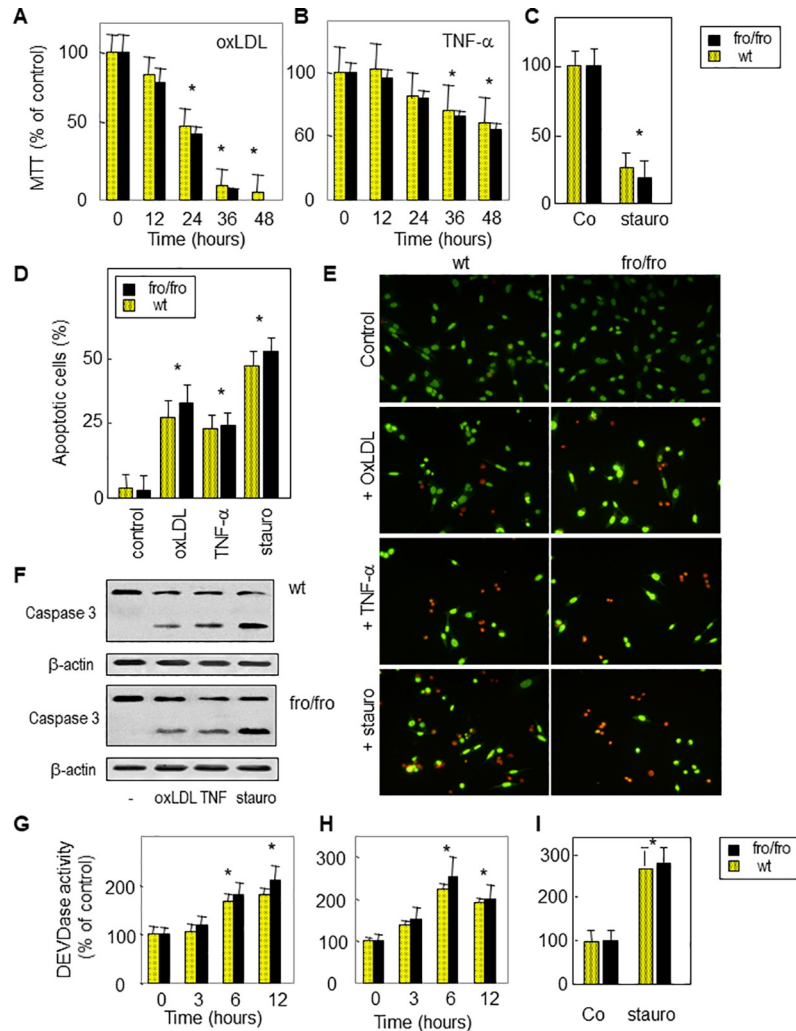 A
oxLDL
MTT (% of control)
100
50
0
0 12 24 36 48
Time (hours)
*
*
*
B
TNF-α
100
60
0
0 12 24 36 48
Time (hours)
*
*
C
100
50
0
Co stauro
*
fro/fro
wt
D
fro/fro
wt
Apoptotic cells (%)
50
25
0
control oxLDL TNF-α stauro
*
*
*
E
wt fro/fro
Control
+ OxLDL
+ TNF-α
+ stauro
F
wt
Caspase 3
β-actin
fro/fro
Caspase 3
β-actin
- oxLDL TNF stauro
G
DEVDase activity
(% of control)
200
100
0
0 3 6 12
Time (hours)
*
*
H
300
200
100
0
0 3 6 12
Time (hours)
*
*
I
300
200
100
0
Co stauro
*
fro/fro
wt